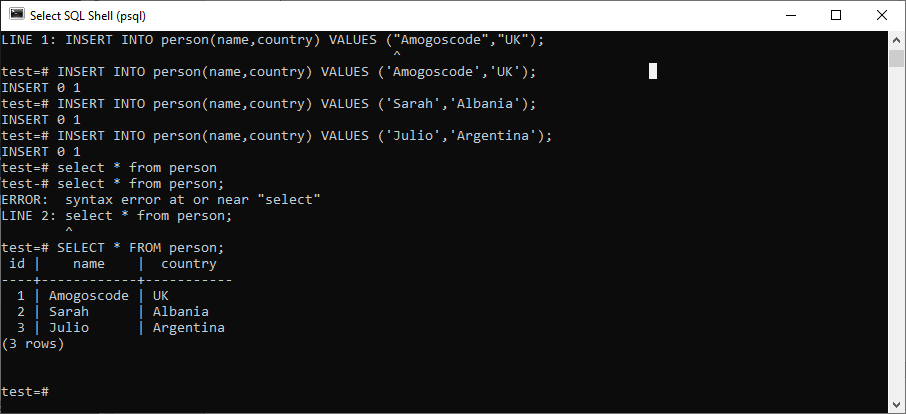 Select SQL Shell (psql)
LINE 1: INSERT INTO person(name,country) VALUES ("Amogoscode","UK");
^
test=# INSERT INTO person(name,country) VALUES ('Amogoscode','UK');
INSERT 0 1
test=# INSERT INTO person(name,country) VALUES ('Sarah','Albania');
INSERT 0 1
test=# INSERT INTO person(name,country) VALUES ('Julio','Argentina');
INSERT 0 1
test=# select * from person
test-# select * from person;
ERROR:  syntax error at or near "select"
LINE 2: select * from person;
        ^
test=# SELECT * FROM person;
 id |    name    |  country
----+------------+-----------
  1 | Amogoscode | UK
  2 | Sarah      | Albania
  3 | Julio      | Argentina
(3 rows)
test=#